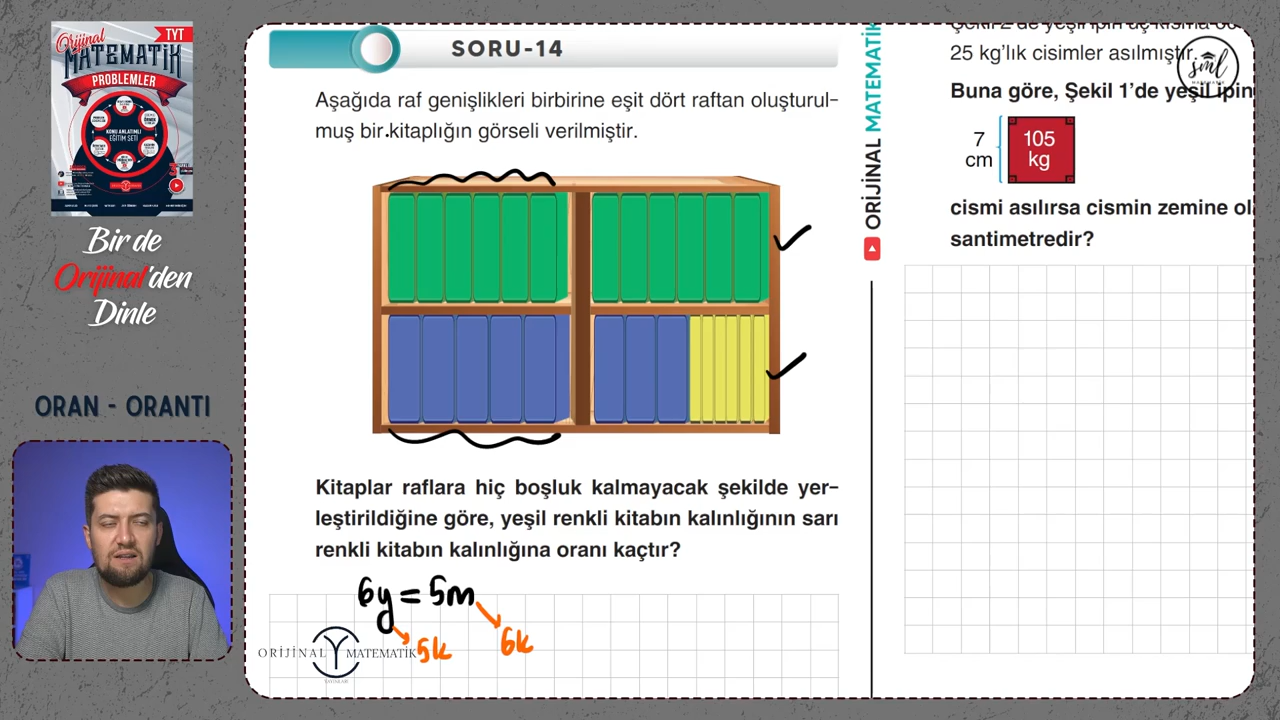 Orijinal
TYT
MATEMATİK
PROBLEMLER
KONU ANLATIMLI
EĞİTİM SETİ
Bir de
Orijinal'den
Dinle
ORAN - ORANTI
SORU-14
Aşağıda raf genişlikleri birbirine eşit dört raftan oluşturul-
muş bir kitaplığın görseli verilmiştir.
Kitaplar raflara hiç boşluk kalmayacak şekilde yer-
leştirildiğine göre, yeşil renkli kitabın kalınlığının sarı
renkli kitabın kalınlığına oranı kaçtır?
6y = 5m
5k
6k
ORİJİNAL MATEMATİK
YAYINLARI
ORİJİNAL MATEMATİK
25 kg'lık cisimler asılmıştır.
sml
Buna göre, Şekil 1'de yeşil ipin
7
cm
105
kg
cismi asılırsa cismin zemine ol
santimetredir?